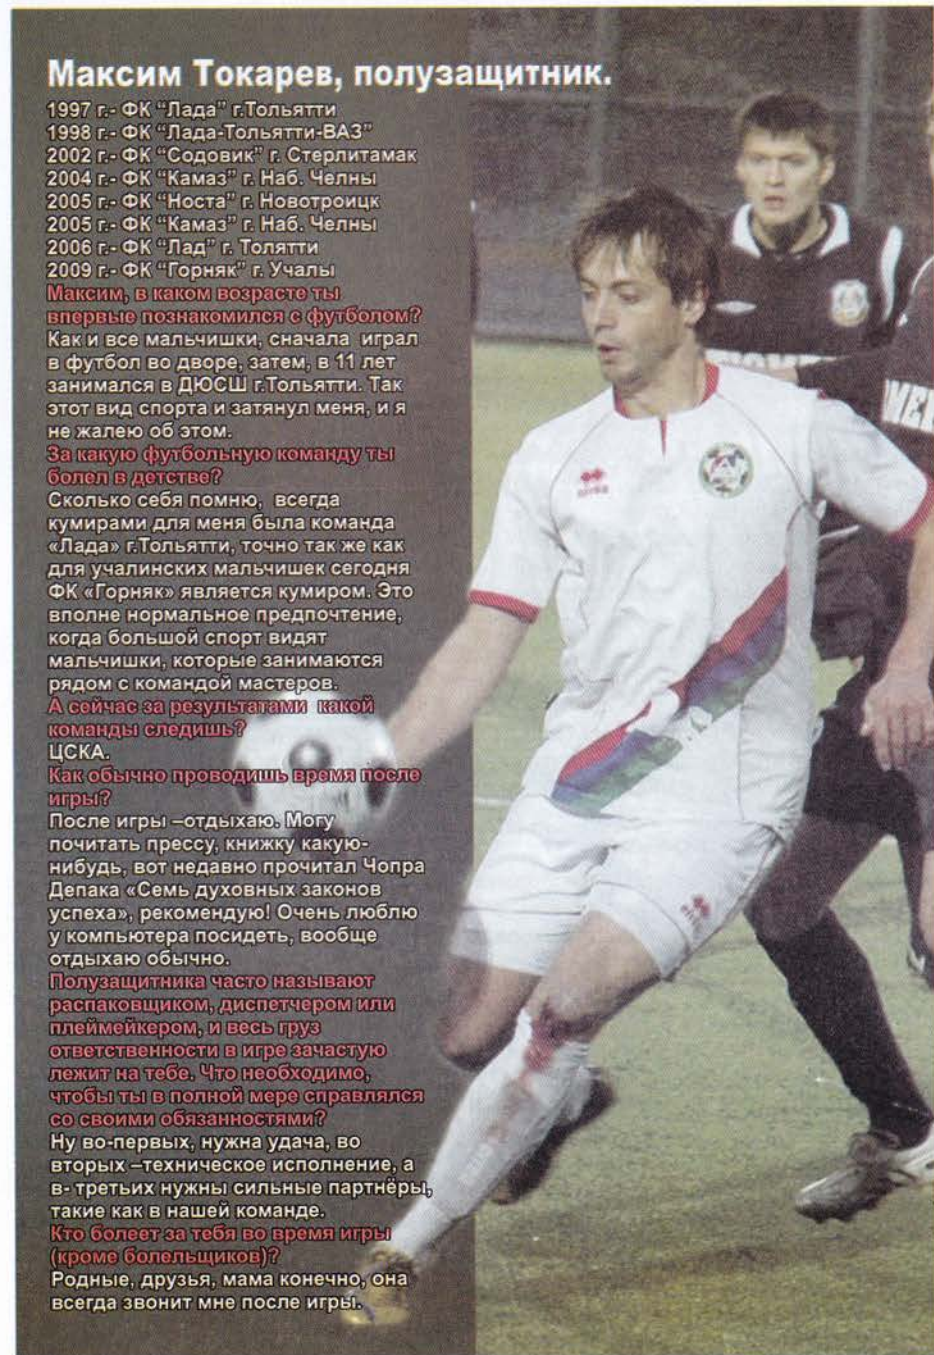 Максим Токарев, полузащитник.
1997 г.- ФК "Лада" г.Тольятти
1998 г.- ФК "Лада-Тольятти-ВАЗ"
2002 г.- ФК "Содовик" г. Стерлитамак
2004 г.- ФК "Камаз" г. Наб. Челны
2005 г.- ФК "Носта" г. Новотроицк
2005 г.- ФК "Камаз" г. Наб. Челны
2006 г.- ФК "Лад" г. Толятти
2009 г.- ФК "Горняк" г. Учалы
Максим, в каком возрасте ты
впервые познакомился с футболом?
Как и все мальчишки, сначала играл
в футбол во дворе, затем, в 11 лет
занимался в ДЮСШ г.Тольятти. Так
этот вид спорта и затянул меня, и я
не жалею об этом.
За какую футбольную команду ты
болел в детстве?
Сколько себя помню, всегда
кумирами для меня была команда
«Лада» г.Тольятти, точно так же как
для учалинских мальчишек сегодня
ФК «Горняк» является кумиром. Это
вполне нормальное предпочтение,
когда большой спорт видят
мальчишки, которые занимаются
рядом с командой мастеров.
А сейчас за результатами какой
команды следишь?
ЦСКА.
Как обычно проводишь время после
игры?
После игры –отдыхаю. Могу
почитать прессу, книжку какую-
нибудь, вот недавно прочитал Чопра
Депака «Семь духовных законов
успеха», рекомендую! Очень люблю
у компьютера посидеть, вообще
отдыхаю обычно.
Полузащитника часто называют
распаковщиком, диспетчером или
плеймейкером, и весь груз
ответственности в игре зачастую
лежит на тебе. Что необходимо,
чтобы ты в полной мере справлялся
со своими обязанностями?
Ну во-первых, нужна удача, во
вторых –техническое исполнение, а
в- третьих нужны сильные партнёры,
такие как в нашей команде.
Кто болеет за тебя во время игры
(кроме болельщиков)?
Родные, друзья, мама конечно, она
всегда звонит мне после игры.